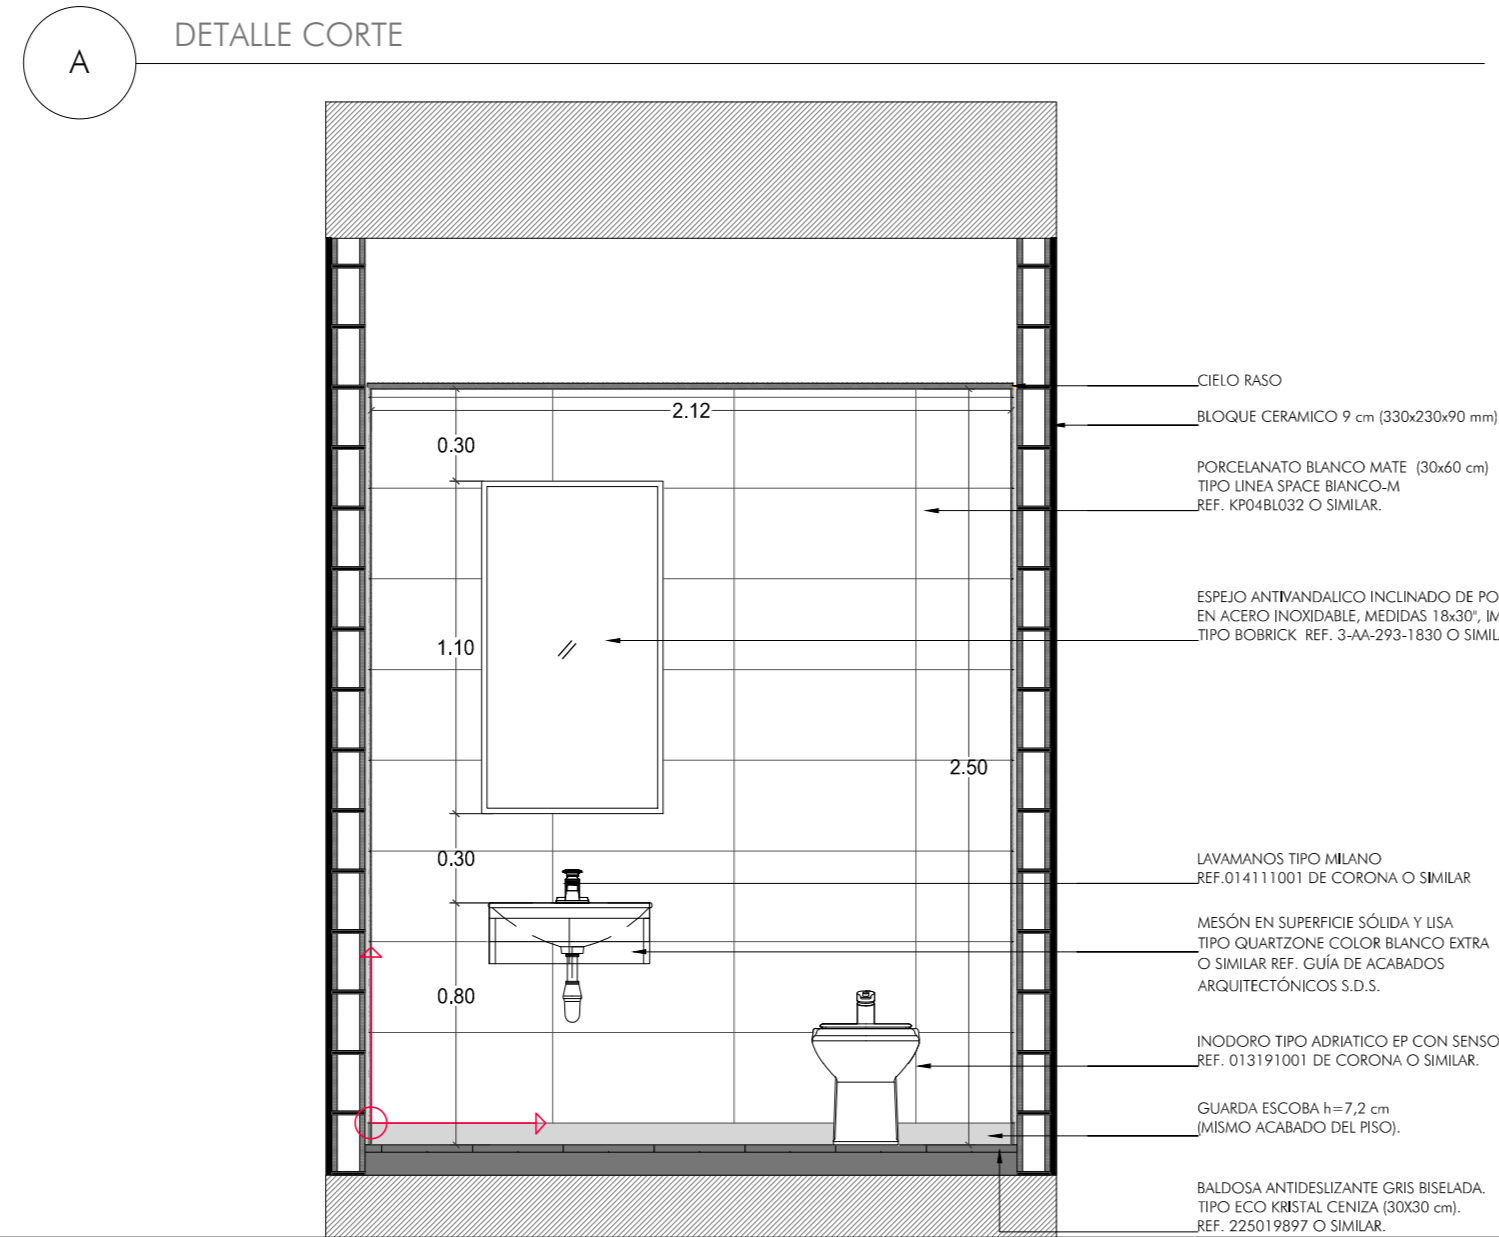 A
DETALLE CORTE
2.12
0.30
1.10
2.50
0.30
0.80
CIELO RASO
BLOQUE CERAMICO 9 cm (330x230x90 mm)
PORCELANATO BLANCO MATE (30x60 cm)
TIPO LINEA SPACE BIANCO-M
REF. KP04BL032 O SIMILAR.
ESPEJO ANTIVANDALICO INCLINADO DE PO
EN ACERO INOXIDABLE, MEDIDAS 18x30", IM
TIPO BOBRICK REF. 3-AA-293-1830 O SIMIL
LAVAMANOS TIPO MILANO
REF.014111001 DE CORONA O SIMILAR
MESÓN EN SUPERFICIE SÓLIDA Y LISA
TIPO QUARTZONE COLOR BLANCO EXTRA
O SIMILAR REF. GUÍA DE ACABADOS
ARQUITECTÓNICOS S.D.S.
INODORO TIPO ADRIATICO EP CON SENSO
REF. 013191001 DE CORONA O SIMILAR.
GUARDA ESCOBA h=7,2 cm
(MISMO ACABADO DEL PISO).
BALDOSA ANTIDESLIZANTE GRIS BISELADA.
TIPO ECO KRISTAL CENIZA (30X30 cm).
REF. 225019897 O SIMILAR.